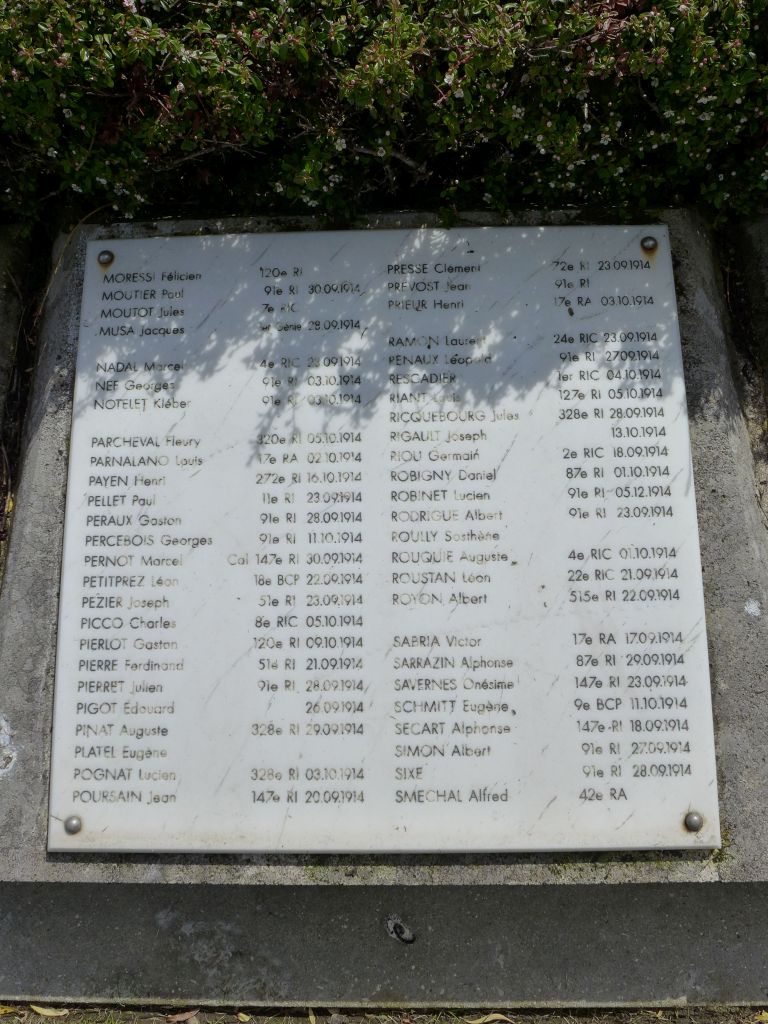 MORESSI Félicien 120e RI
MOUTIER Paul 91e RI 30.09.1914
MOUTOT Jules 7e RIC
MUSA Jacques 1er Génie 28.09.1914
NADAL Marcel 4e RIC 23.09.1914
NEF Georges 91e RI 03.10.1914
NOTELET Kléber 91e RI 03.10.1914
PARCHEVAL Fleury 320e RI 05.10.1914
PARNALANO Louis 17e RA 02.10.1914
PAYEN Henri 272e RI 16.10.1914
PELLET Paul 11e RI 23.09.1914
PERAUX Gaston 91e RI 28.09.1914
PERCEBOIS Georges 91e RI 11.10.1914
PERNOT Marcel Cal 147e RI 30.09.1914
PETITPREZ Léon 18e BCP 22.09.1914
PEZIER Joseph 51e RI 23.09.1914
PICCO Charles 8e RIC 05.10.1914
PIERLOT Gaston 120e RI 09.10.1914
PIERRE Ferdinand 51e RI 21.09.1914
PIERRET Julien 91e RI 28.09.1914
PIGOT Edouard 26.09.1914
PINAT Auguste 328e RI 29.09.1914
PLATEL Eugène
POGNAT Lucien 328e RI 03.10.1914
POURSAIN Jean 147e RI 20.09.1914
PRESSE Clément 72e RI 23.09.1914
PREVOST Jean 91e RI
PRIEUR Henri 17e RA 03.10.1914
RAMON Laurent 24e RIC 23.09.1914
RENAUX Léopold 91e RI 27.09.1914
RESCADIER 1er RIC 04.10.1914
RIANT Louis 127e RI 05.10.1914
RICQUEBOURG Jules 328e RI 28.09.1914
RIGAULT Joseph 13.10.1914
RIOU Germain 2e RIC 18.09.1914
ROBIGNY Daniel 87e RI 01.10.1914
ROBINET Lucien 91e RI 05.12.1914
RODRIGUE Albert 91e RI 23.09.1914
ROULLY Sosthène
ROUQUIE Auguste 4e RIC 01.10.1914
ROUSTAN Léon 22e RIC 21.09.1914
ROYON Albert 515e RI 22.09.1914
SABRIA Victor 17e RA 17.09.1914
SARRAZIN Alphonse 87e RI 29.09.1914
SAVERNES Onésime 147e RI 23.09.1914
SCHMITT Eugène 9e BCP 11.10.1914
SECART Alphonse 147e RI 18.09.1914
SIMON Albert 91e RI 27.09.1914
SIXE 91e RI 28.09.1914
SMECHAL Alfred 42e RA